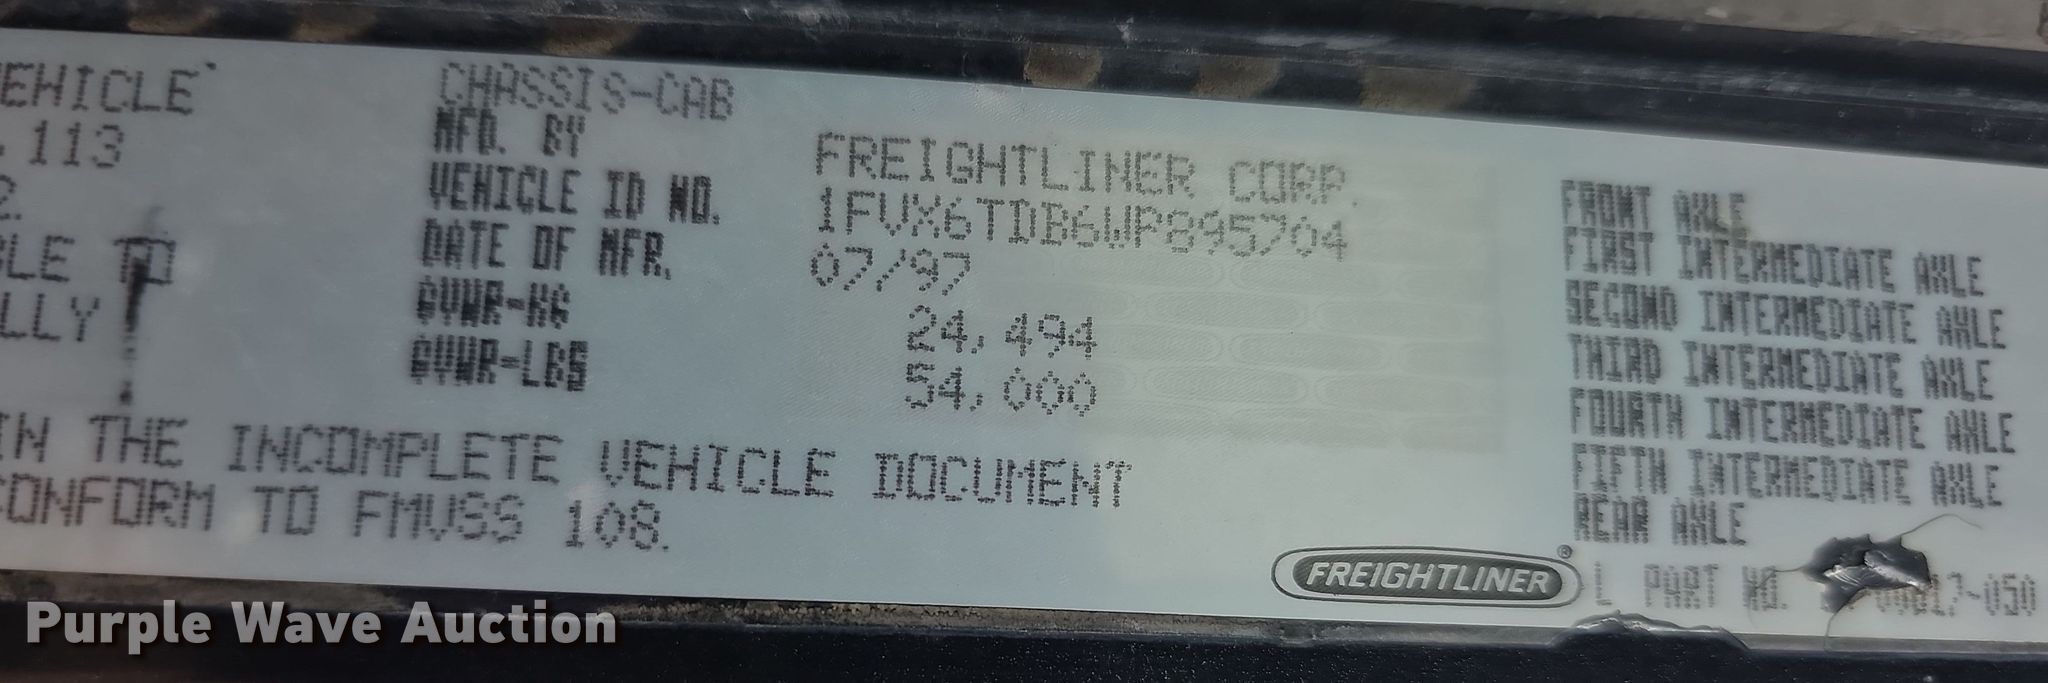 EHICLE CHASSIS-CAB
113 MFD. BY FREIGHTLINER CORP.
2. VEHICLE ID NO. 1FVX6TDB6WP895704
LE TO DATE OF MFR. 07/97
LLY GVWR-KG 24,494
GVWR-LBS 54,000
IN THE INCOMPLETE VEHICLE DOCUMENT
CONFORM TO FMVSS 108.
FRONT AXLE
FIRST INTERMEDIATE AXLE
SECOND INTERMEDIATE AXLE
THIRD INTERMEDIATE AXLE
FOURTH INTERMEDIATE AXLE
FIFTH INTERMEDIATE AXLE
REAR AXLE
FREIGHTLINER®
PART NO.
Purple Wave Auction